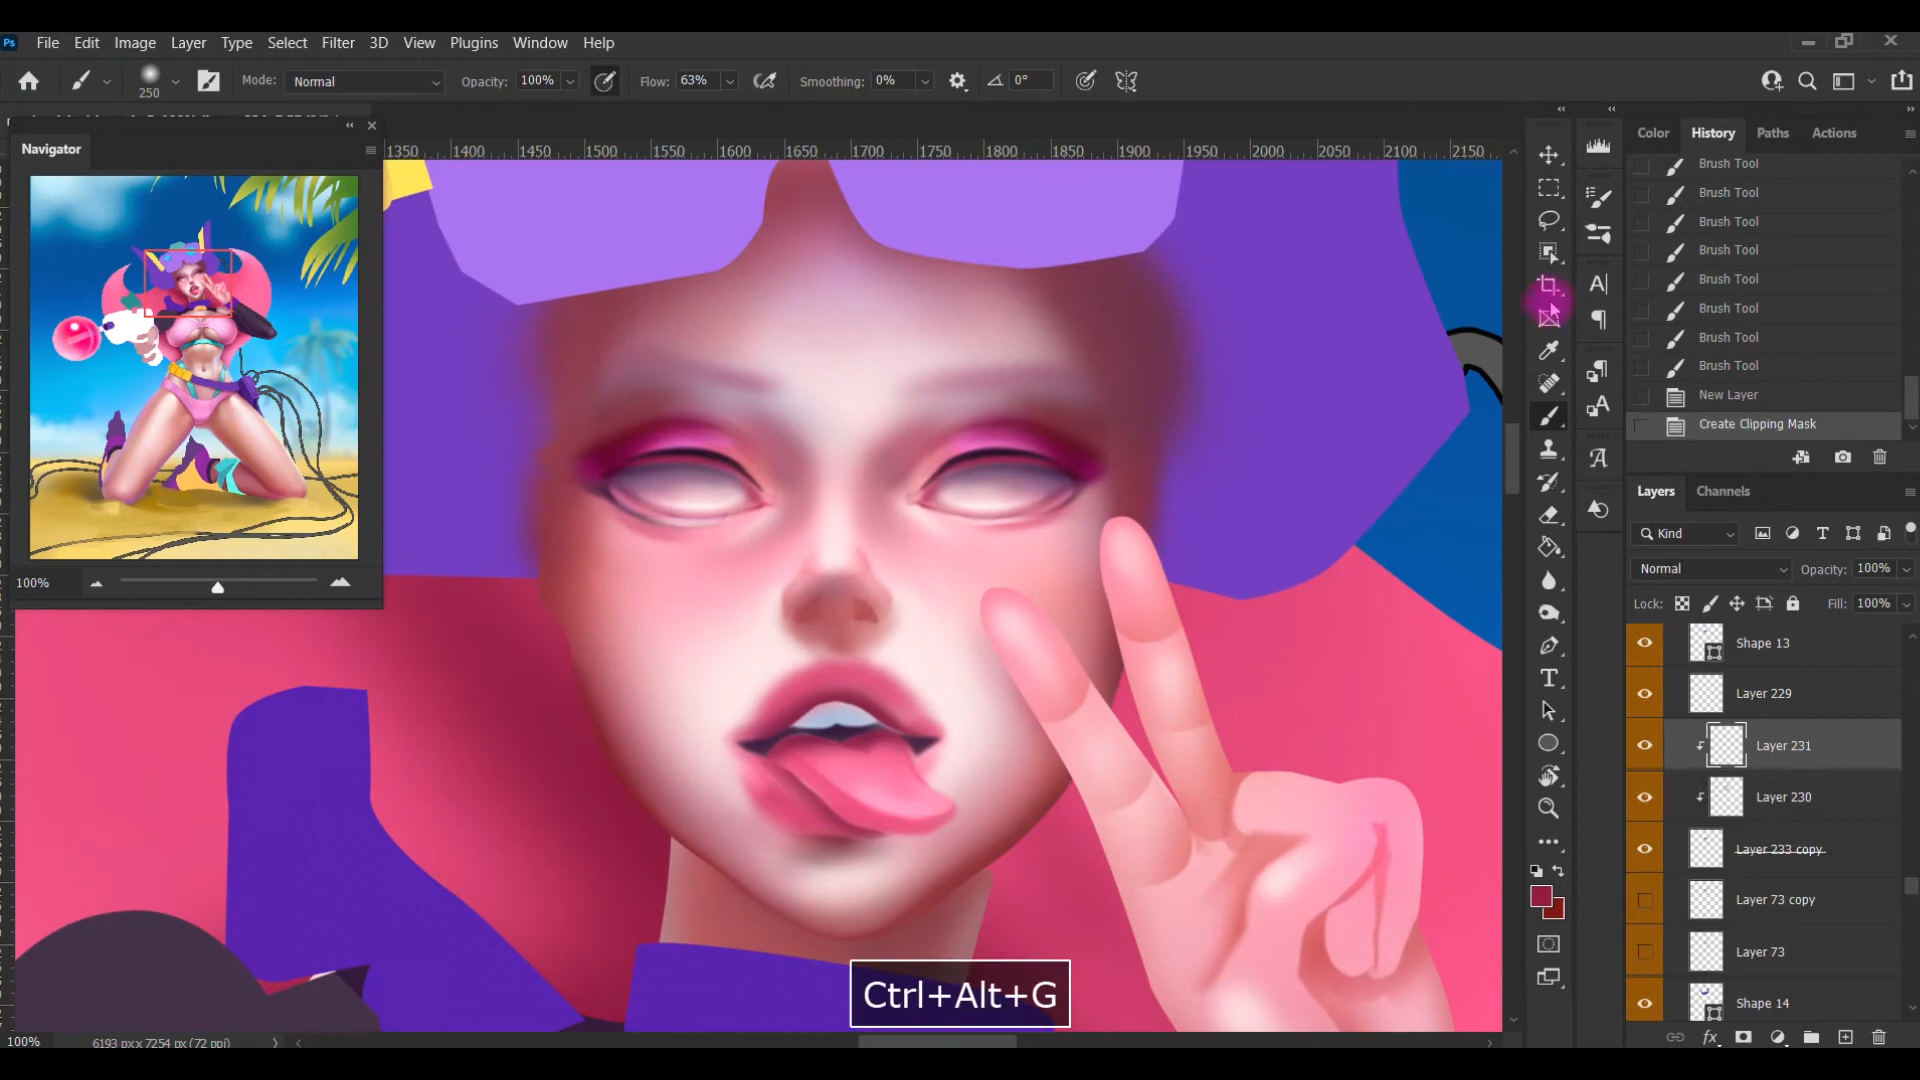 Ps File Edit Image Layer Type Select Filter 3D View Plugins Window Help
250 Mode: Normal Opacity: 100% Flow: 63% Smoothing: 0% 0°
Navigator
1350 1400 1450 1500 1550 1600 1650 1700 1750 1800 1850 1900 1950 2000 2050 2100 2150
100%
Color History Paths Actions
Brush Tool
Brush Tool
Brush Tool
Brush Tool
Brush Tool
Brush Tool
Brush Tool
Brush Tool
New Layer
Create Clipping Mask
Layers Channels
Kind
Normal Opacity: 100%
Lock: Fill: 100%
Shape 13
Layer 229
Layer 231
Layer 230
Layer 233 copy
Layer 73 copy
Layer 73
Shape 14
Ctrl+Alt+G
100% 6193 px x 7254 px (72 ppi)